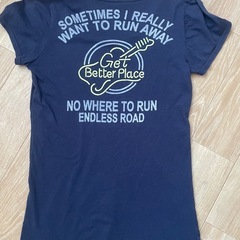 SOMETIMES I REALLY
WANT TO RUN AWAY
Get
Better Place
NO WHERE TO RUN
ENDLESS ROAD